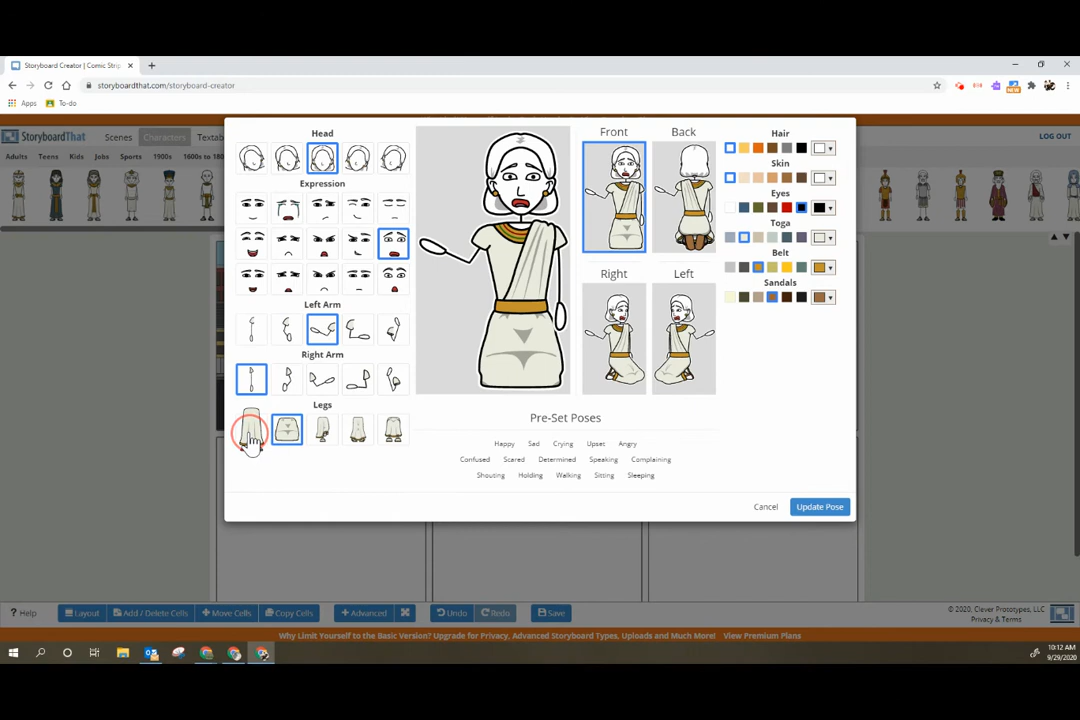 Storyboard Creator | Comic Strip
storyboardthat.com/storyboard-creator
NEW
Apps To-do
StoryboardThat Scenes Characters Textab LOG OUT
Adults Teens Kids Jobs Sports 1900s 1600s to 180
Head
Expression
Left Arm
Right Arm
Legs
Front Back
Right Left
Pre-Set Poses
Happy Sad Crying Upset Angry
Confused Scared Determined Speaking Complaining
Shouting Holding Walking Sitting Sleeping
Hair
Skin
Eyes
Toga
Belt
Sandals
Cancel Update Pose
? Help Layout Add / Delete Cells Move Cells Copy Cells + Advanced Undo Redo Save
© 2020, Clever Prototypes, LLC
Privacy & Terms
Why Limit Yourself to the Basic Version? Upgrade for Privacy, Advanced Storyboard Types, Uploads and Much More! View Premium Plans
10:12 AM
9/29/2020